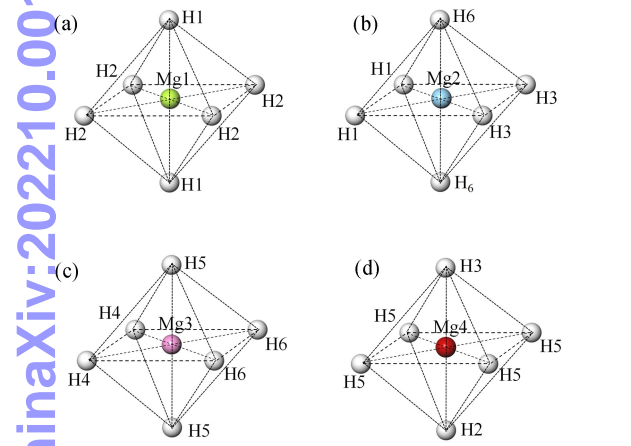 (a)
H1
H2
Mg1
H2
H2
H2
H1
(b)
H6
H1
Mg2
H3
H1
H3
H₆
(c)
H5
H4
Mg3
H6
H4
H6
H5
(d)
H3
H5
Mg4
H5
H5
H5
H2
inaXiv:202210.00